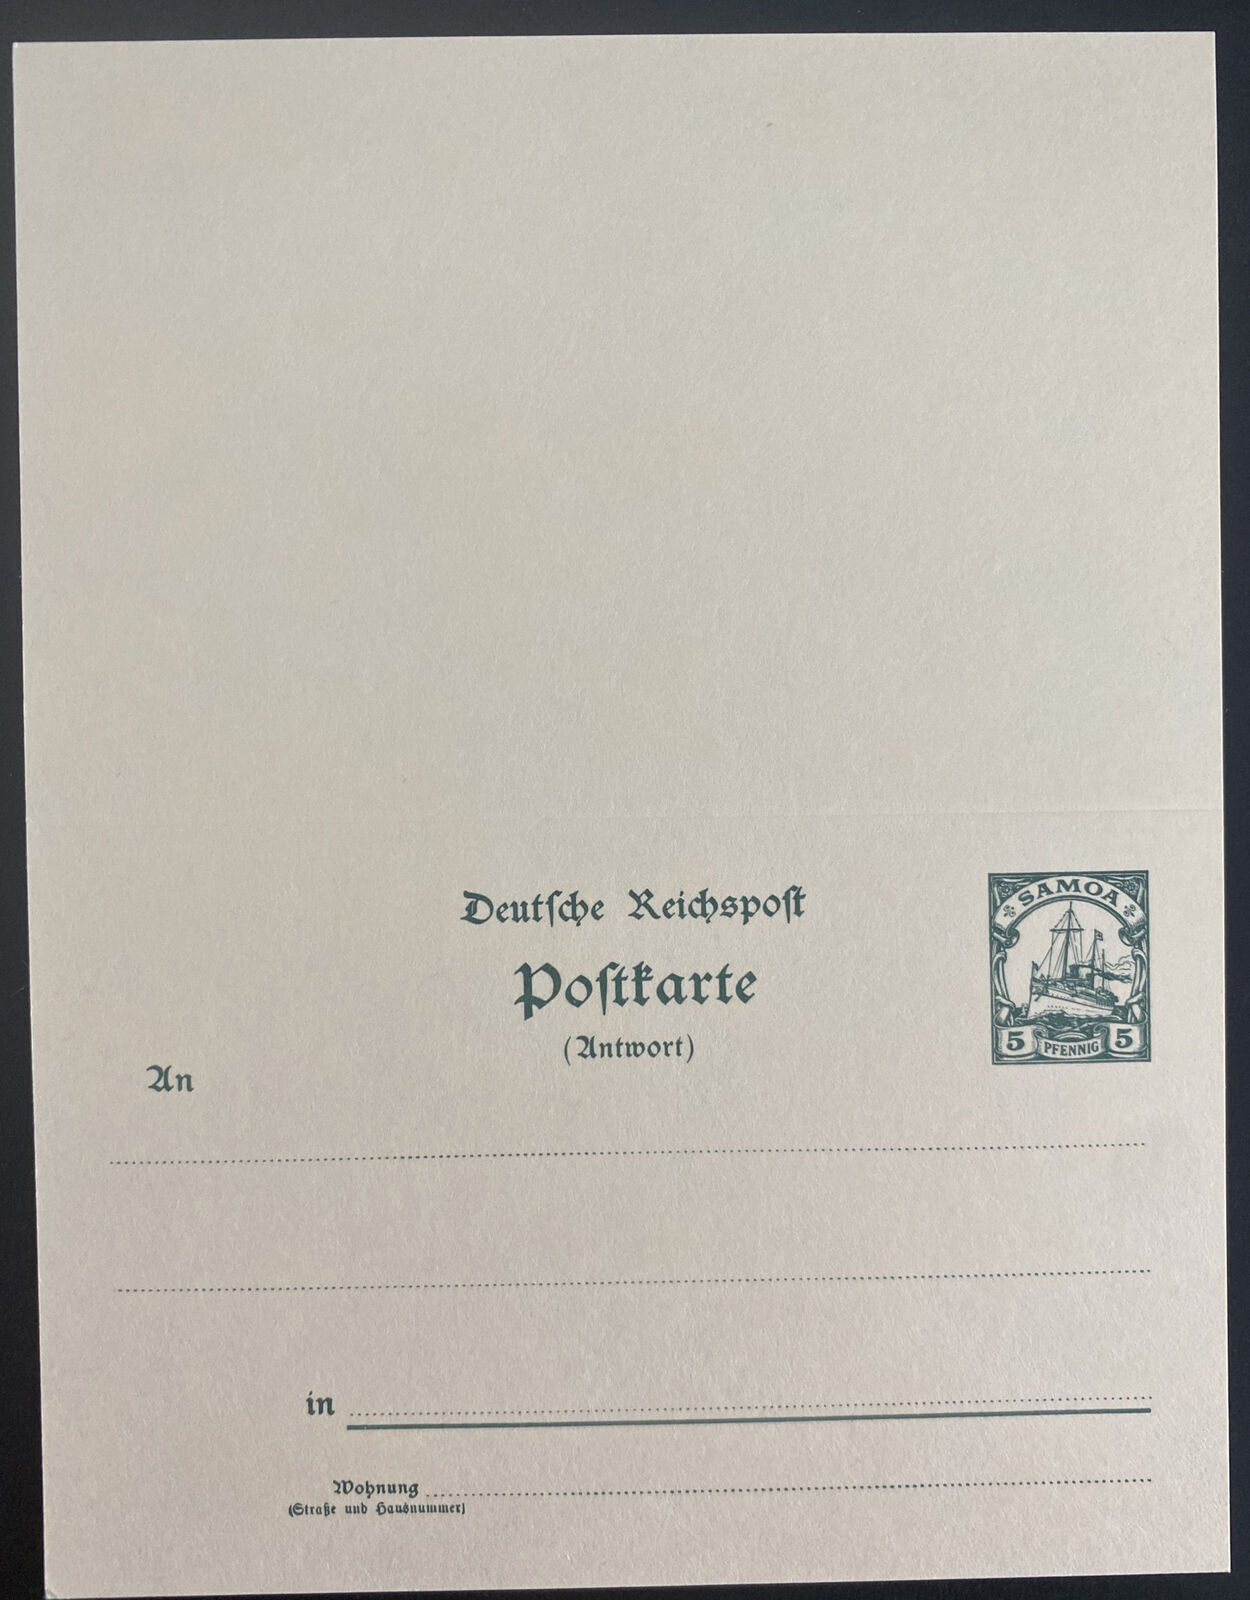 Deutsche Reichspost
SAMOA
Postkarte
(Antwort)
5 PFENNIG 5
An
in
Wohnung
(Straße und Hausnummer)